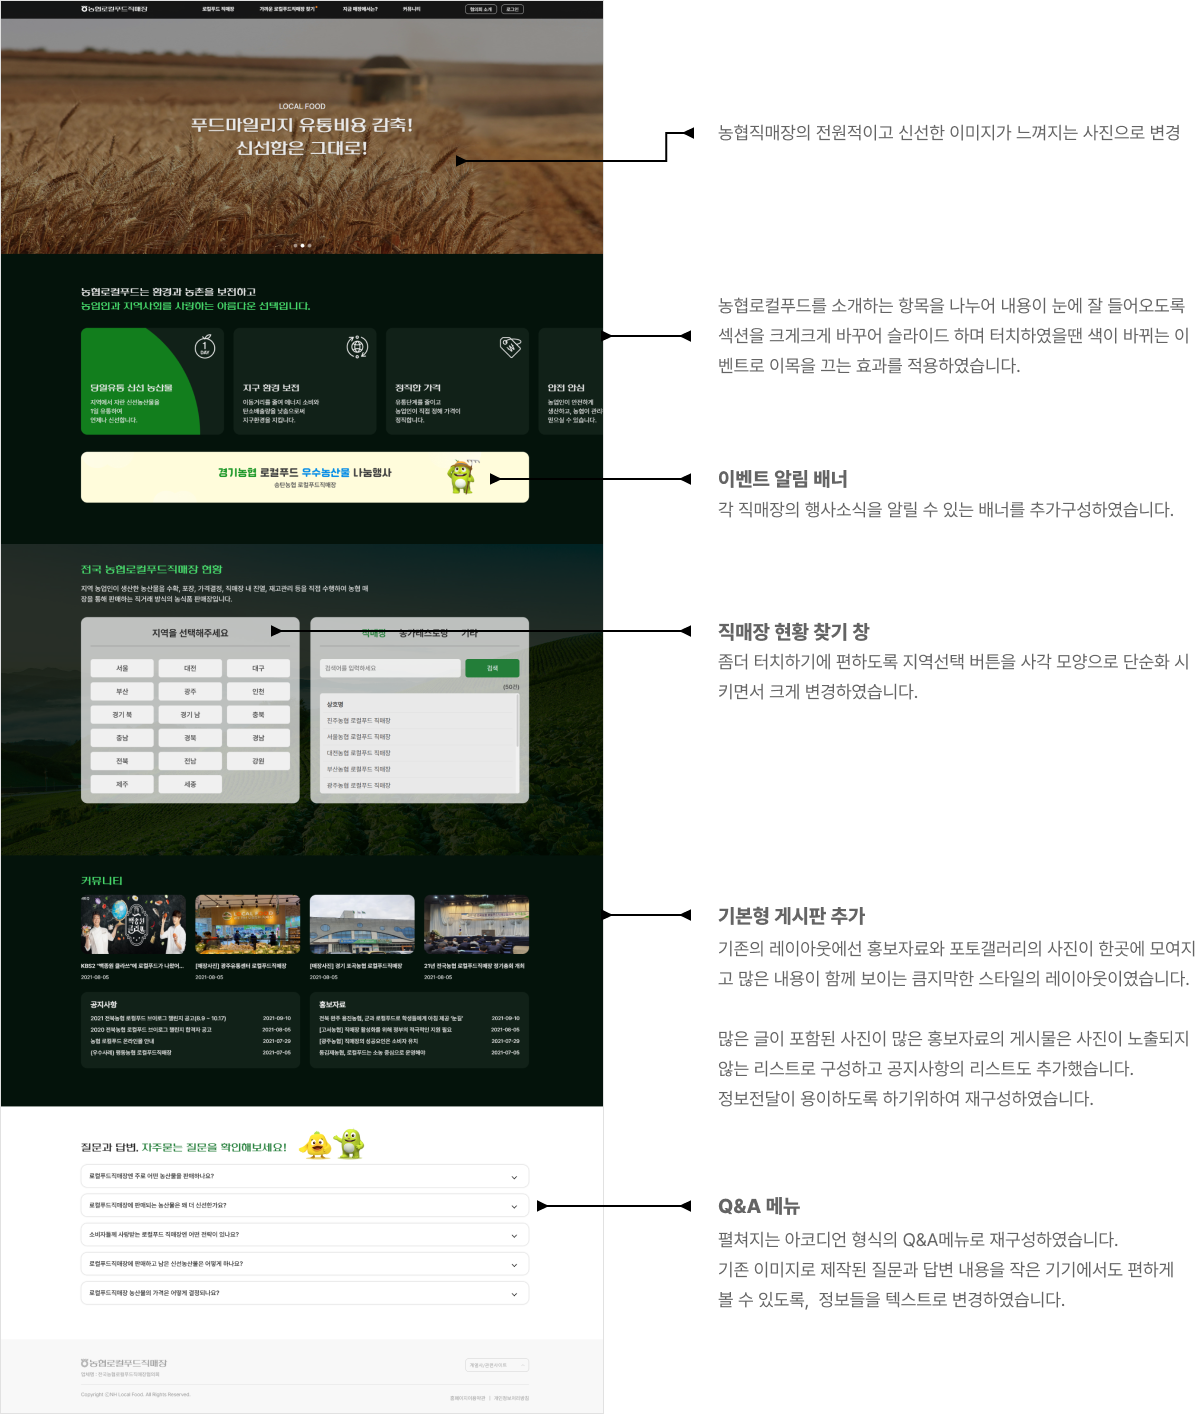 농협로컬푸드직매장
로컬푸드 직매장
가까운 로컬푸드직매장 찾기
지금 매장에서는?
커뮤니티
협의회 소개
로그인
LOCAL FOOD
푸드마일리지 유통비용 감축!
신선함은 그대로!
농협직매장의 전원적이고 신선한 이미지가 느껴지는 사진으로 변경
농협로컬푸드는 환경과 농촌을 보전하고
농업인과 지역사회를 사랑하는 아름다운 선택입니다.
1
DAY
당일유통 신선 농산물
지역에서 자란 신선농산물을
1일 유통하여
언제나 신선합니다.
지구 환경 보전
이동거리를 줄여 에너지 소비와
탄소배출량을 낮춤으로써
지구환경을 지킵니다.
정직한 가격
유통단계를 줄이고
농업인이 직접 정해 가격이
정직합니다.
안전 안심
농업인이 안전하게
생산하고, 농협이 관리
믿으실 수 있습니다.
농협로컬푸드를 소개하는 항목을 나누어 내용이 눈에 잘 들어오도록
섹션을 크게크게 바꾸어 슬라이드 하며 터치하였을땐 색이 바뀌는 이
벤트로 이목을 끄는 효과를 적용하였습니다.
경기농협 로컬푸드 우수농산물 나눔행사
송탄농협 로컬푸드직매장
이벤트 알림 배너
각 직매장의 행사소식을 알릴 수 있는 배너를 추가구성하였습니다.
전국 농협로컬푸드직매장 현황
지역 농업인이 생산한 농산물을 수확, 포장, 가격결정, 직매장 내 진열, 재고관리 등을 직접 수행하여 농협 매
장을 통해 판매하는 직거래 방식의 농식품 판매장입니다.
지역을 선택해주세요
서울 대전 대구
부산 광주 인천
경기 북 경기 남 충북
충남 경북 경남
전북 전남 강원
제주 세종
직매장 농가레스토랑 기타
검색어를 입력하세요
검색
(50건)
상호명
진주농협 로컬푸드 직매장
서울농협 로컬푸드 직매장
대전농협 로컬푸드 직매장
부산농협 로컬푸드 직매장
광주농협 로컬푸드 직매장
직매장 현황 찾기 창
좀더 터치하기에 편하도록 지역선택 버튼을 사각 모양으로 단순화 시
키면서 크게 변경하였습니다.
커뮤니티
LOCAL FOOD
KBS2 "백종원 클라쓰"에 로컬푸드가 나왔어...
2021-08-05
[매장사진] 광주유통센터 로컬푸드직매장
2021-08-05
[매장사진] 경기 포곡농협 로컬푸드직매장
2021-08-05
21년 전국농협 로컬푸드직매장 정기총회 개최
2021-08-05
공지사항
2021 전북농협 로컬푸드 브이로그 챌린지 공고(8.9 ~ 10.17) 2021-09-10
2020 전북농협 로컬푸드 브이로그 챌린지 합격자 공고 2021-08-05
농협 로컬푸드 온라인몰 안내 2021-07-29
[우수사례] 평동농협 로컬푸드직매장 2021-07-05
홍보자료
전북 완주 용진농협, 군과 로컬푸드로 학생들에게 아침 제공 '눈길' 2021-09-10
[고서농협] 직매장 활성화를 위해 정부의 적극적인 지원 필요 2021-08-05
[광주농협] 직매장의 성공요인은 소비자 유치 2021-07-29
동김제농협, 로컬푸드는 소농 중심으로 운영해야 2021-07-05
기본형 게시판 추가
기존의 레이아웃에선 홍보자료와 포토갤러리의 사진이 한곳에 모여지
고 많은 내용이 함께 보이는 큼지막한 스타일의 레이아웃이였습니다.
많은 글이 포함된 사진이 많은 홍보자료의 게시물은 사진이 노출되지
않는 리스트로 구성하고 공지사항의 리스트도 추가했습니다.
정보전달이 용이하도록 하기위하여 재구성하였습니다.
질문과 답변. 자주묻는 질문을 확인해보세요!
로컬푸드직매장엔 주로 어떤 농산물을 판매하나요?
로컬푸드직매장에 판매되는 농산물은 왜 더 신선한가요?
소비자들께 사랑받는 로컬푸드 직매장엔 어떤 전략이 있나요?
로컬푸드직매장에 판매하고 남은 신선농산물은 어떻게 하나요?
로컬푸드직매장 농산물의 가격은 어떻게 결정되나요?
Q&A 메뉴
펼쳐지는 아코디언 형식의 Q&A메뉴로 재구성하였습니다.
기존 이미지로 제작된 질문과 답변 내용을 작은 기기에서도 편하게
볼 수 있도록, 정보들을 텍스트로 변경하였습니다.
농협로컬푸드직매장
업체명 : 전국농협로컬푸드직매장협의회
Copyright ⓒNH Local Food. All Rights Reserved.
홈페이지이용약관 | 개인정보처리방침